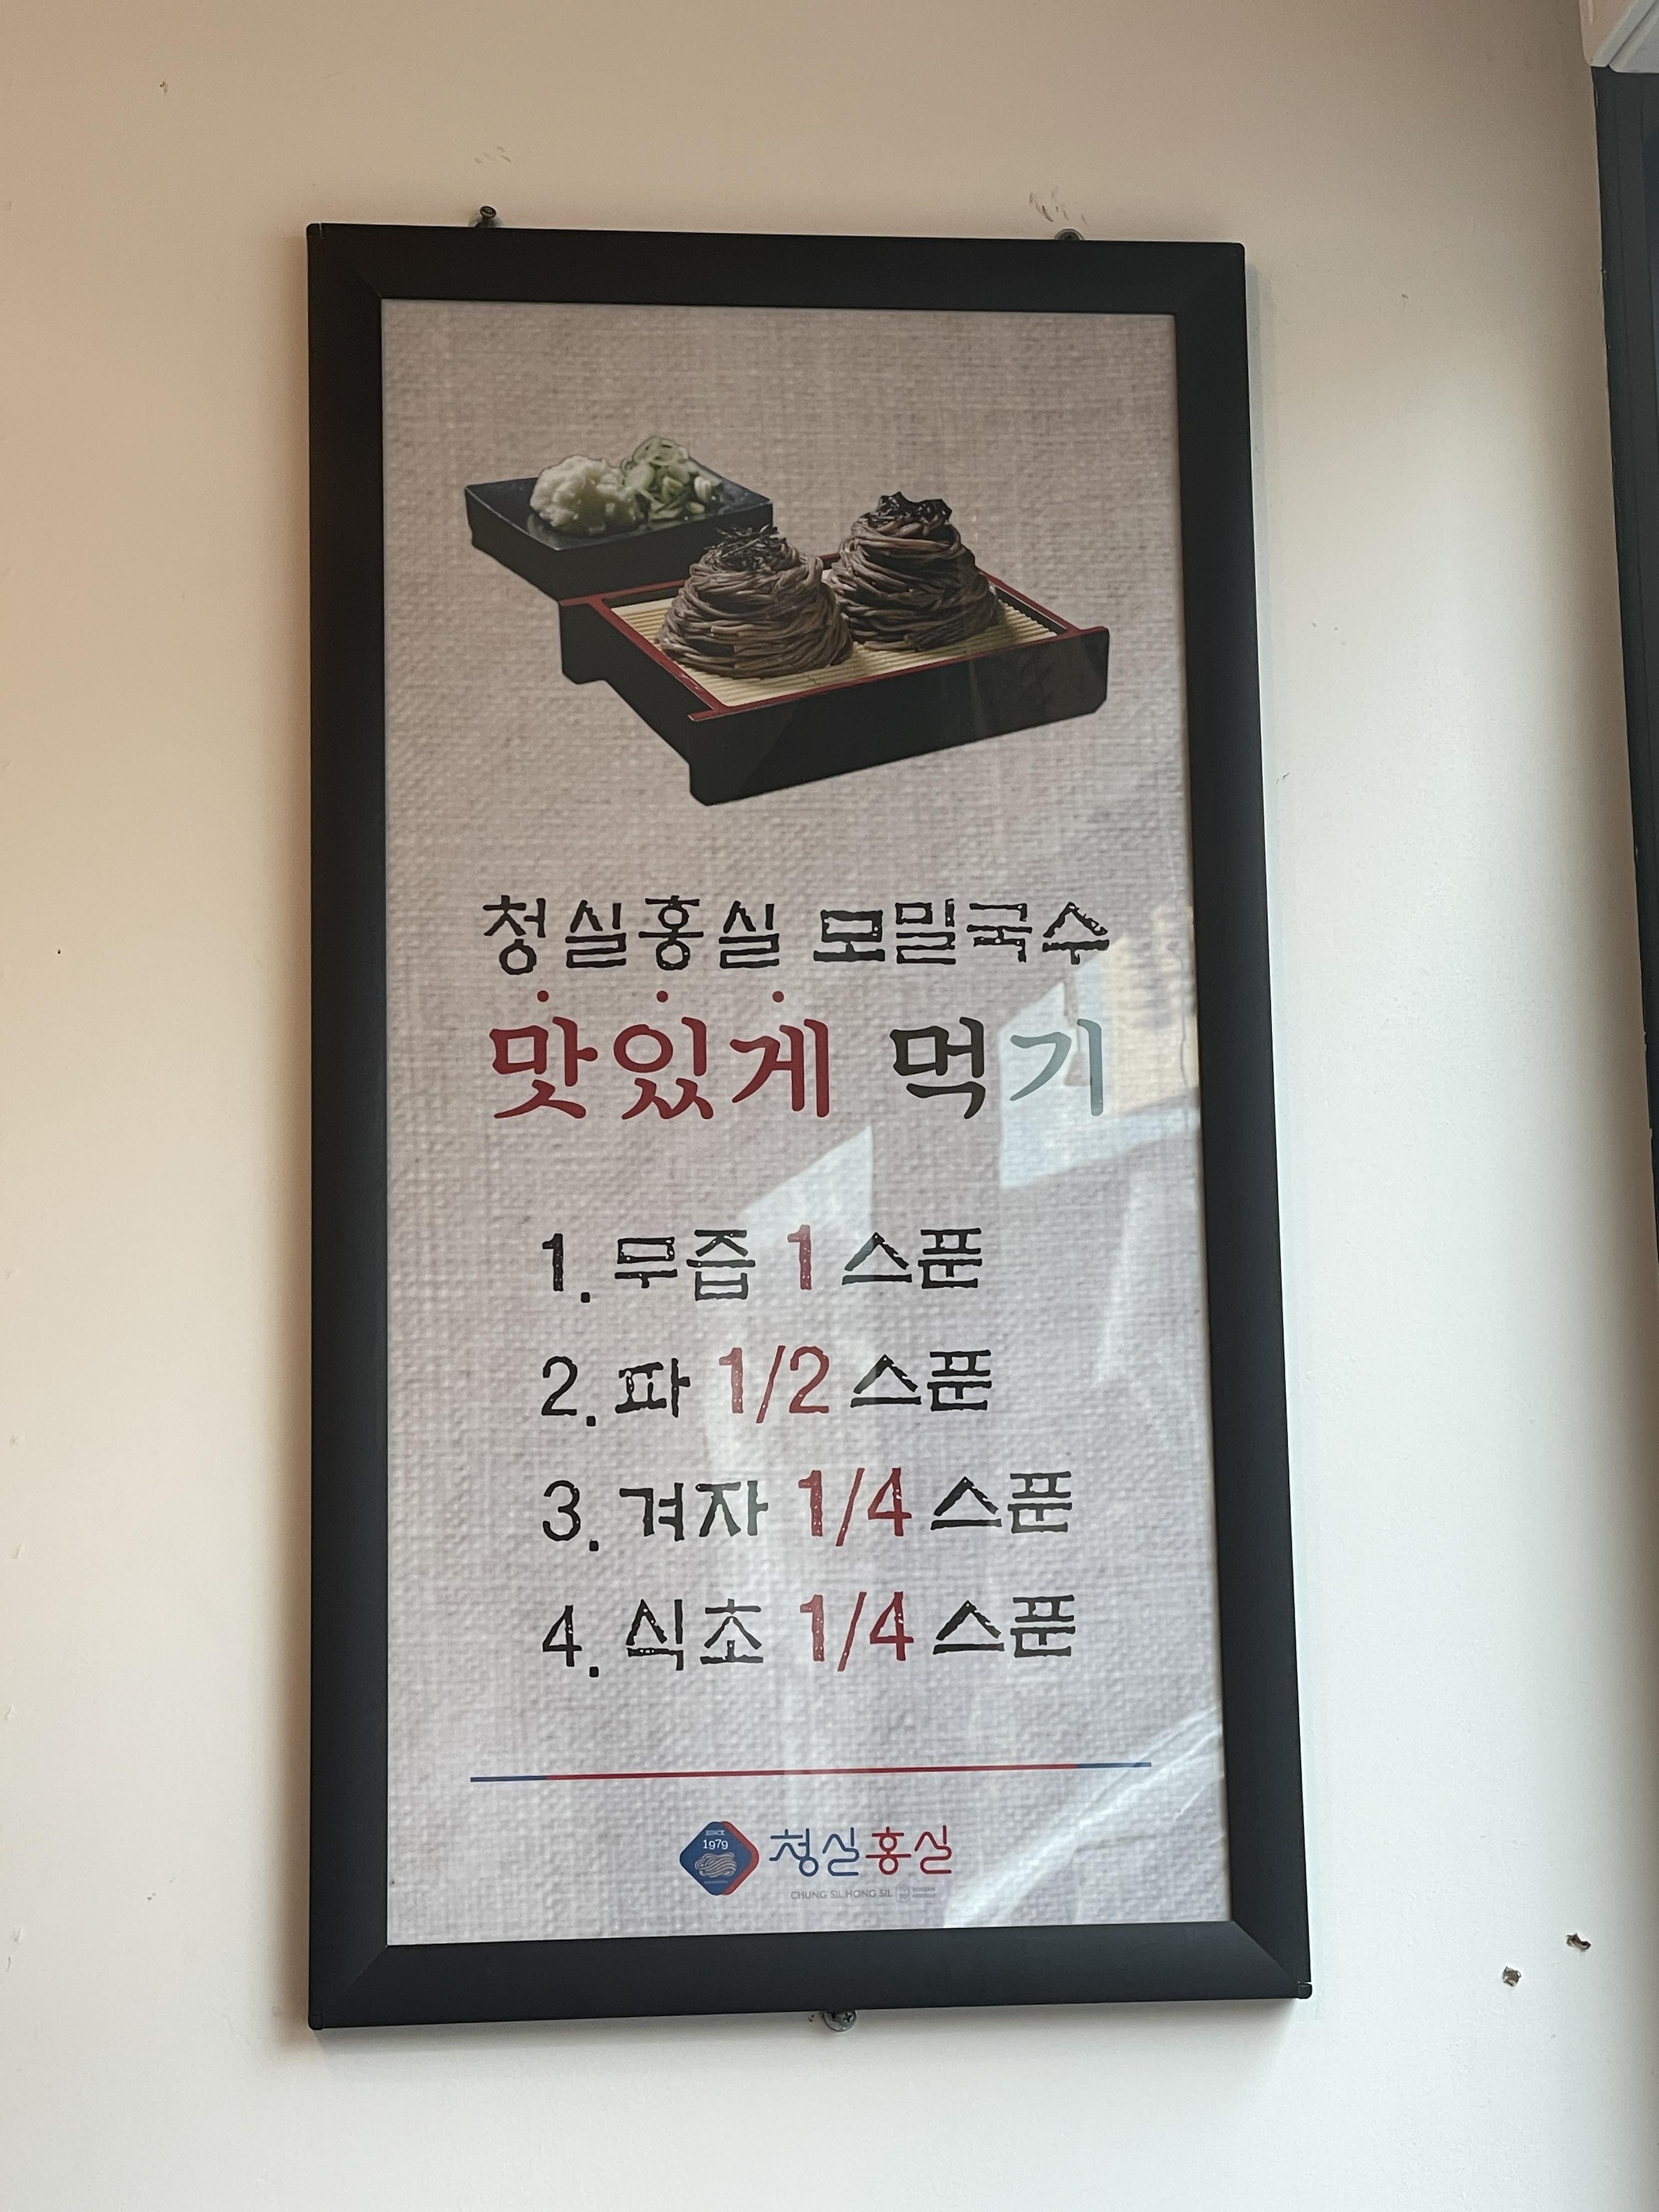 청실홍실 모밀국수
맛있게 먹기
1. 무즙 1 스푼
2. 파 1/2 스푼
3. 겨자 1/4 스푼
4. 식초 1/4 스푼
SINCE
1979
청실홍실
CHUNG SIL HONG SIL